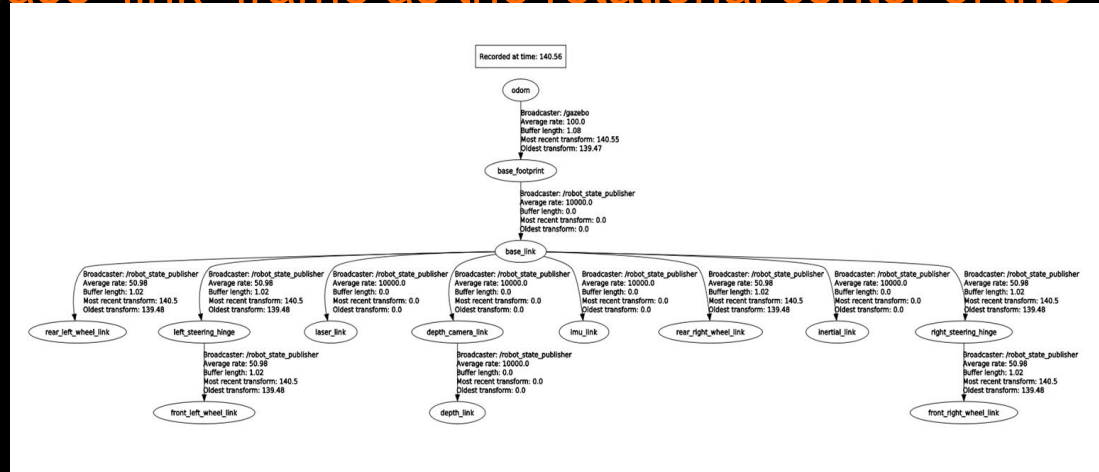 base_link frame as the rotational center of the
Recorded at time: 140.56
odom
Broadcaster: /gazebo
Average rate: 100.0
Buffer length: 1.08
Most recent transform: 140.55
Oldest transform: 139.47
base_footprint
Broadcaster: /robot_state_publisher
Average rate: 10000.0
Buffer length: 0.0
Most recent transform: 0.0
Oldest transform: 0.0
base_link
Broadcaster: /robot_state_publisher
Average rate: 50.98
Buffer length: 1.02
Most recent transform: 140.5
Oldest transform: 139.48
Broadcaster: /robot_state_publisher
Average rate: 50.98
Buffer length: 1.02
Most recent transform: 140.5
Oldest transform: 139.48
Broadcaster: /robot_state_publisher
Average rate: 10000.0
Buffer length: 0.0
Most recent transform: 0.0
Oldest transform: 0.0
Broadcaster: /robot_state_publisher
Average rate: 10000.0
Buffer length: 0.0
Most recent transform: 0.0
Oldest transform: 0.0
Broadcaster: /robot_state_publisher
Average rate: 10000.0
Buffer length: 0.0
Most recent transform: 0.0
Oldest transform: 0.0
Broadcaster: /robot_state_publisher
Average rate: 50.98
Buffer length: 1.02
Most recent transform: 140.5
Oldest transform: 139.48
Broadcaster: /robot_state_publisher
Average rate: 10000.0
Buffer length: 0.0
Most recent transform: 0.0
Oldest transform: 0.0
Broadcaster: /robot_state_publisher
Average rate: 50.98
Buffer length: 1.02
Most recent transform: 140.5
Oldest transform: 139.48
rear_left_wheel_link
left_steering_hinge
laser_link
depth_camera_link
imu_link
rear_right_wheel_link
inertial_link
right_steering_hinge
Broadcaster: /robot_state_publisher
Average rate: 50.98
Buffer length: 1.02
Most recent transform: 140.5
Oldest transform: 139.48
Broadcaster: /robot_state_publisher
Average rate: 10000.0
Buffer length: 0.0
Most recent transform: 0.0
Oldest transform: 0.0
Broadcaster: /robot_state_publisher
Average rate: 50.98
Buffer length: 1.02
Most recent transform: 140.5
Oldest transform: 139.48
front_left_wheel_link
depth_link
front_right_wheel_link